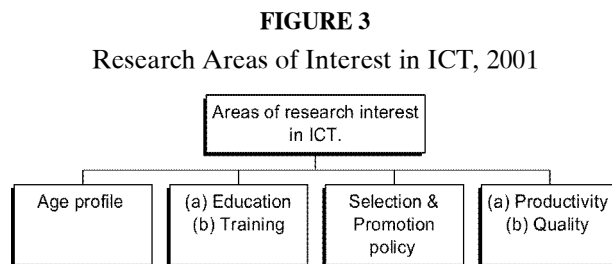 FIGURE 3
Research Areas of Interest in ICT, 2001
Areas of research interest
in ICT.
Age profile
(a) Education
(b) Training
Selection &
Promotion
policy
(a) Productivity
(b) Quality